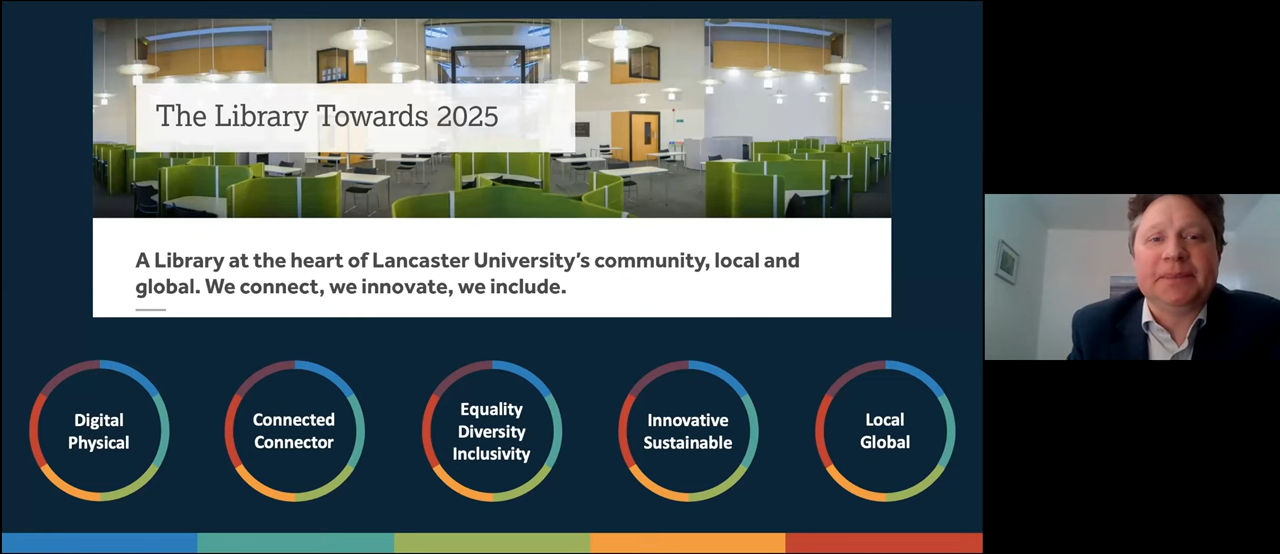 The Library Towards 2025
A Library at the heart of Lancaster University's community, local and
global. We connect, we innovate, we include.
Digital
Physical
Connected
Connector
Equality
Diversity
Inclusivity
Innovative
Sustainable
Local
Global